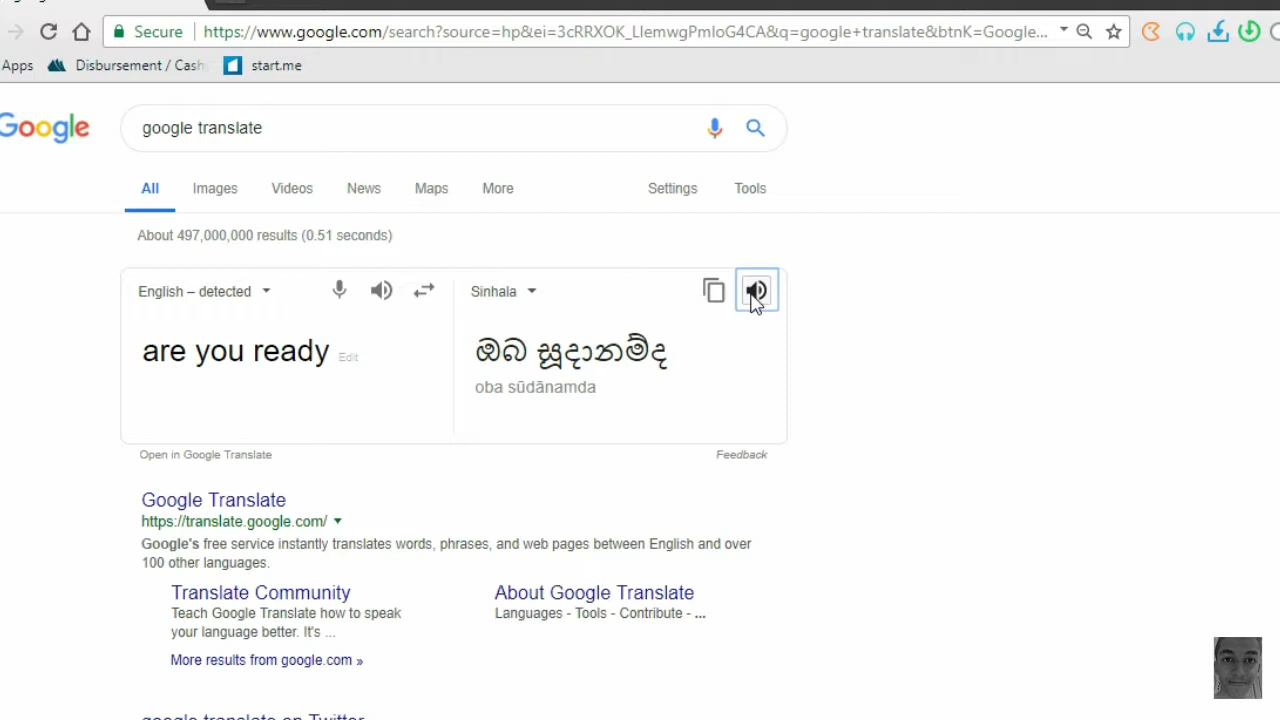 Secure https://www.google.com/search?source=hp&ei=3cRRXOK_LlemwgPmloG4CA&q=google+translate&btnK=Google...
Apps Disbursement / Cash start.me
Google google translate
All Images Videos News Maps More Settings Tools
About 497,000,000 results (0.51 seconds)
English – detected Sinhala
are you ready Edit ඔබ සූදානම්ද
oba sūdānamda
Open in Google Translate Feedback
Google Translate
https://translate.google.com/
Google's free service instantly translates words, phrases, and web pages between English and over
100 other languages.
Translate Community About Google Translate
Teach Google Translate how to speak Languages - Tools - Contribute - ...
your language better. It's ...
More results from google.com »
google translate on Twitter